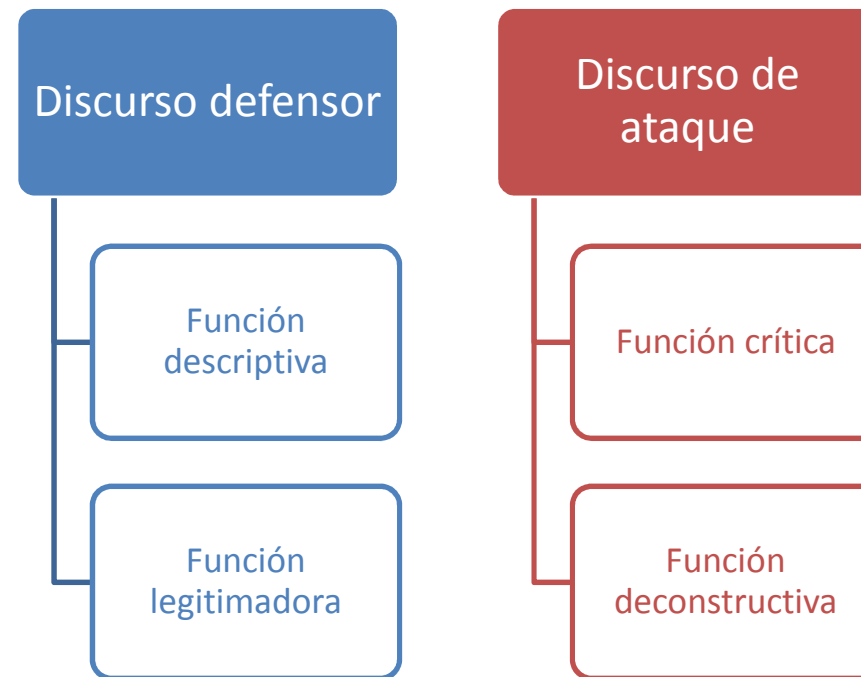 Discurso defensor
Función
descriptiva
Función
legitimadora
Discurso de
ataque
Función crítica
Función
deconstructiva